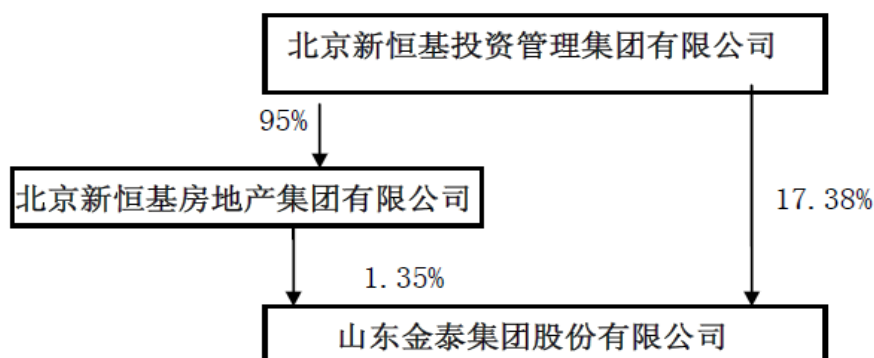 北京新恒基投资管理集团有限公司
95%
北京新恒基房地产集团有限公司
17.38%
1.35%
山东金泰集团股份有限公司